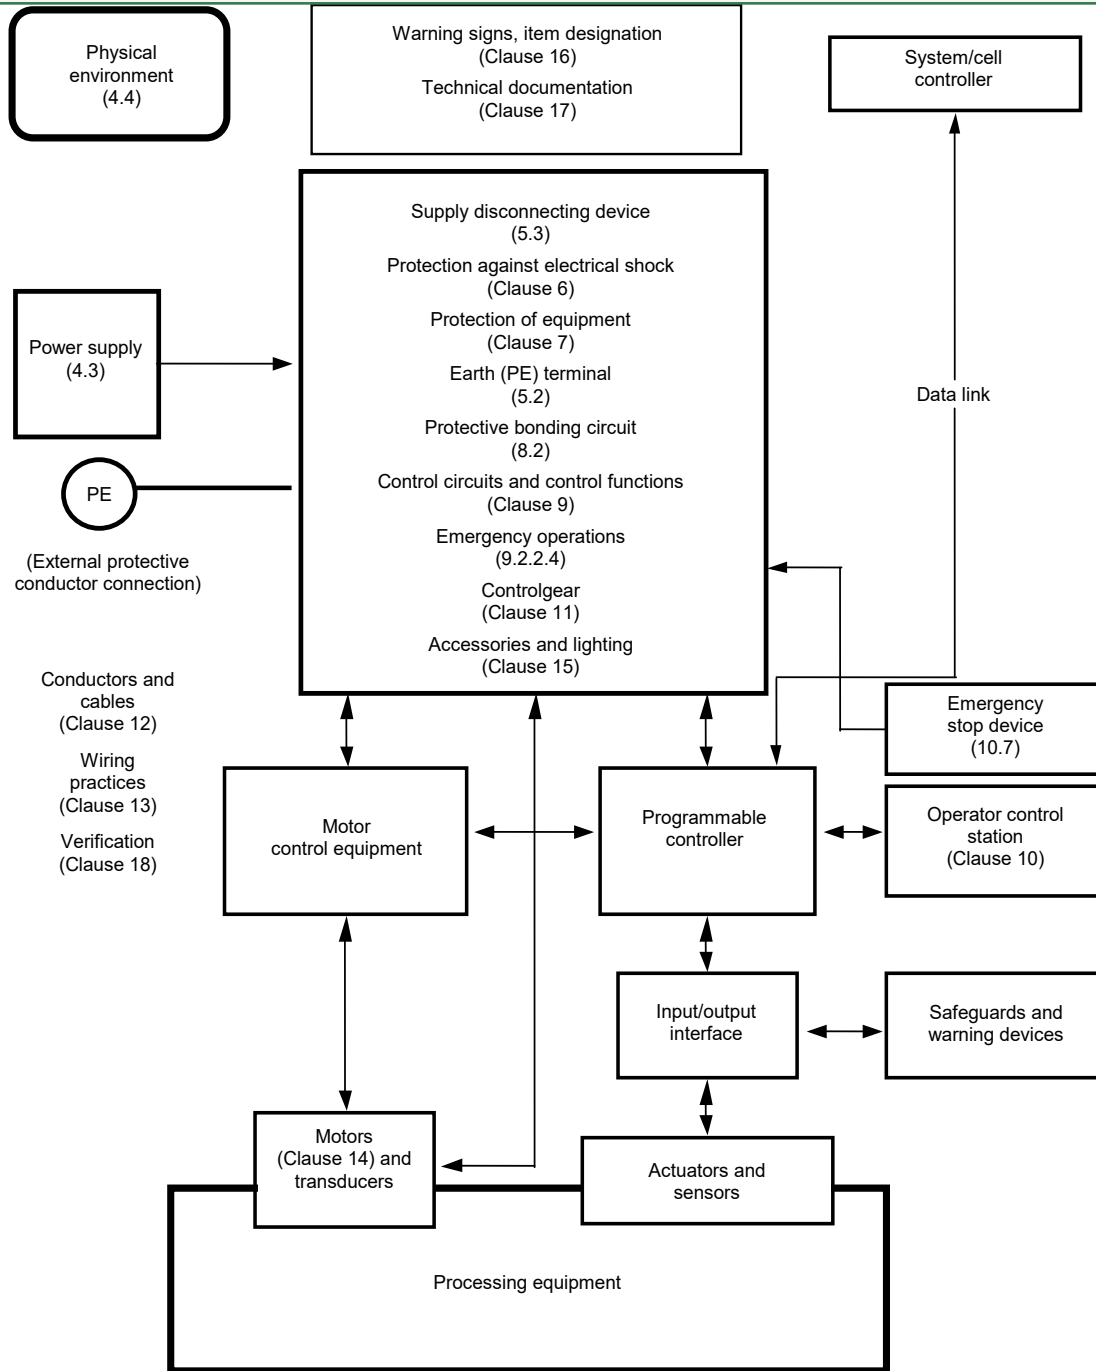 Physical
environment
(4.4)
Warning signs, item designation
(Clause 16)
Technical documentation
(Clause 17)
System/cell
controller
Supply disconnecting device
(5.3)
Protection against electrical shock
(Clause 6)
Protection of equipment
(Clause 7)
Earth (PE) terminal
(5.2)
Protective bonding circuit
(8.2)
Control circuits and control functions
(Clause 9)
Emergency operations
(9.2.2.4)
Controlgear
(Clause 11)
Accessories and lighting
(Clause 15)
Power supply
(4.3)
PE
(External protective
conductor connection)
Data link
Conductors and
cables
(Clause 12)
Wiring
practices
(Clause 13)
Verification
(Clause 18)
Emergency
stop device
(10.7)
Motor
control equipment
Programmable
controller
Operator control
station
(Clause 10)
Input/output
interface
Safeguards and
warning devices
Motors
(Clause 14) and
transducers
Actuators and
sensors
Processing equipment